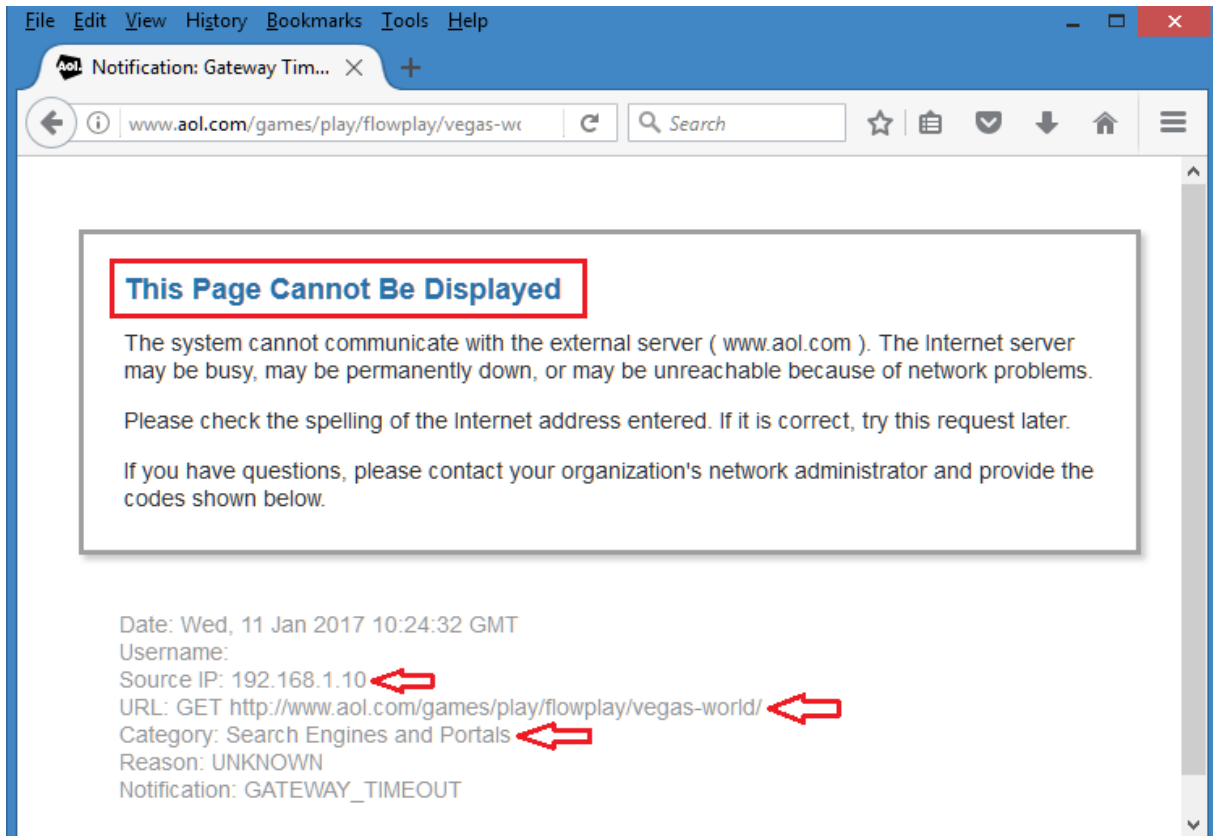 File Edit View History Bookmarks Tools Help
Aol. Notification: Gateway Tim...
www.aol.com/games/play/flowplay/vegas-wo Search
This Page Cannot Be Displayed
The system cannot communicate with the external server ( www.aol.com ). The Internet server
may be busy, may be permanently down, or may be unreachable because of network problems.
Please check the spelling of the Internet address entered. If it is correct, try this request later.
If you have questions, please contact your organization's network administrator and provide the
codes shown below.
Date: Wed, 11 Jan 2017 10:24:32 GMT
Username:
Source IP: 192.168.1.10
URL: GET http://www.aol.com/games/play/flowplay/vegas-world/
Category: Search Engines and Portals
Reason: UNKNOWN
Notification: GATEWAY_TIMEOUT